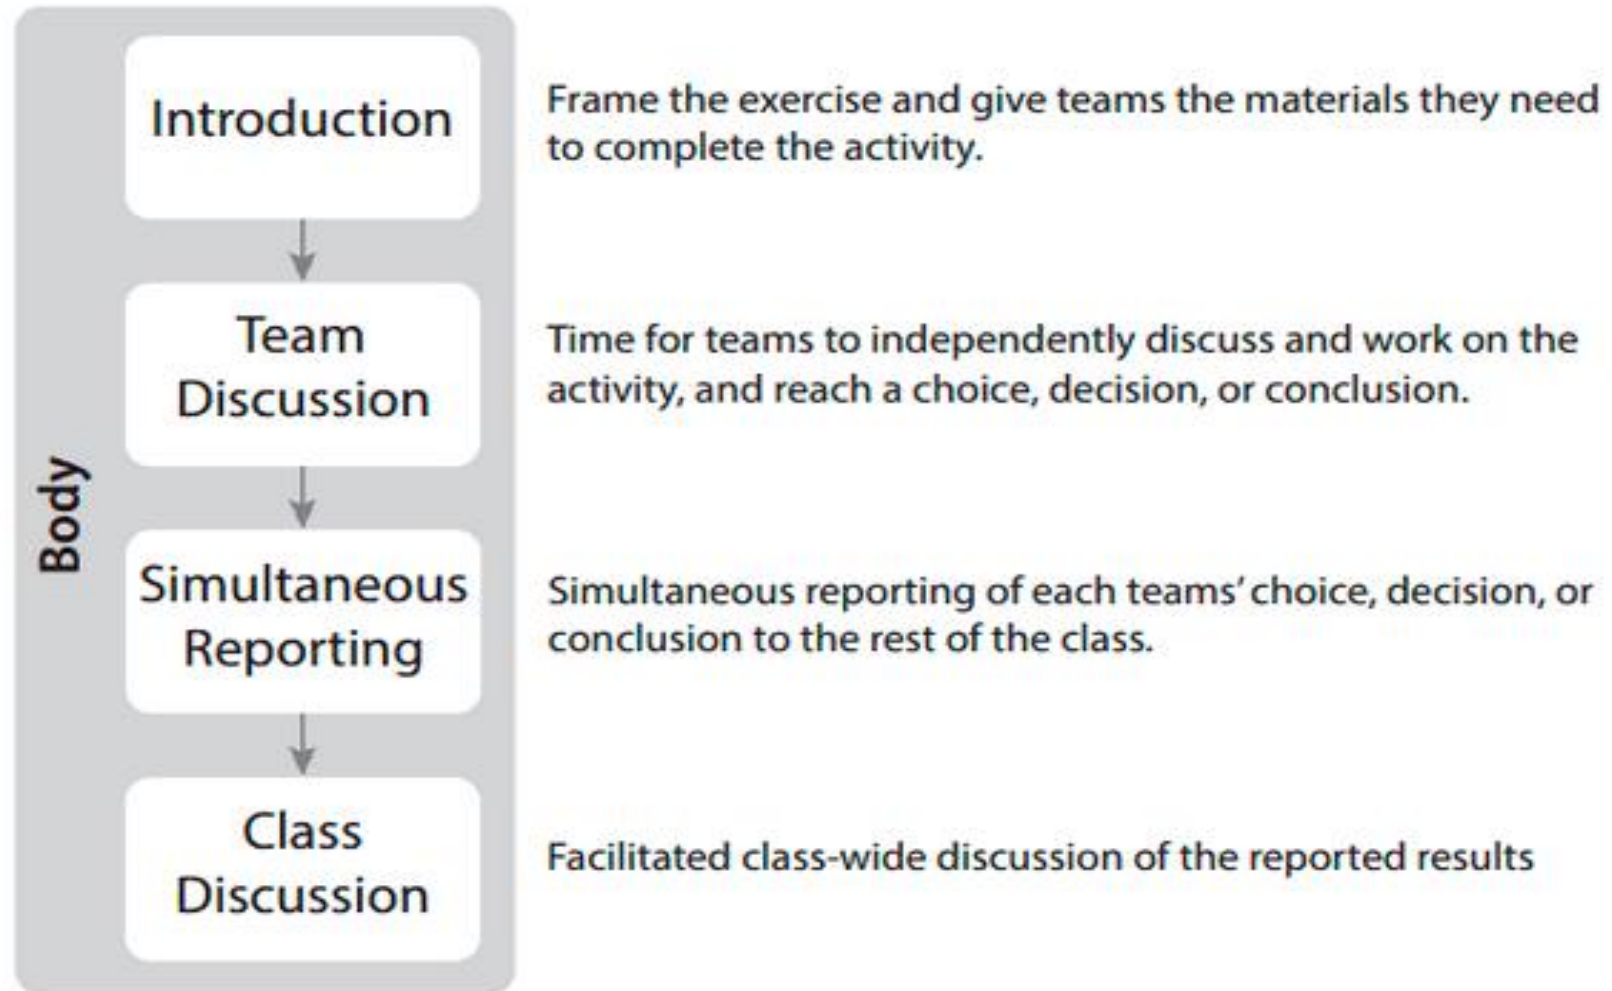 Body
Introduction
Frame the exercise and give teams the materials they need
to complete the activity.
Team
Discussion
Time for teams to independently discuss and work on the
activity, and reach a choice, decision, or conclusion.
Simultaneous
Reporting
Simultaneous reporting of each teams’ choice, decision, or
conclusion to the rest of the class.
Class
Discussion
Facilitated class-wide discussion of the reported results